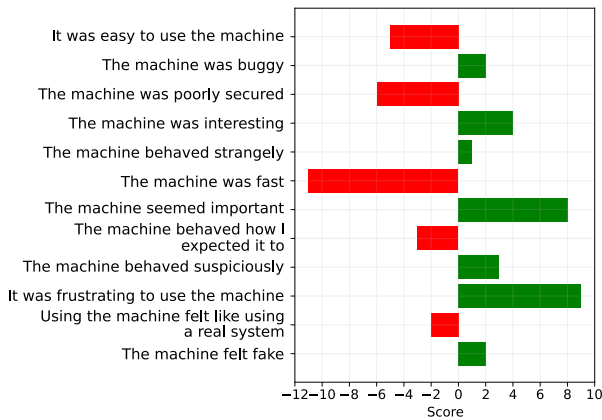 It was easy to use the machine
The machine was buggy
The machine was poorly secured
The machine was interesting
The machine behaved strangely
The machine was fast
The machine seemed important
The machine behaved how I
expected it to
The machine behaved suspiciously
It was frustrating to use the machine
Using the machine felt like using
a real system
The machine felt fake
−12 −10 −8 −6 −4 −2 0 2 4 6 8 10
Score